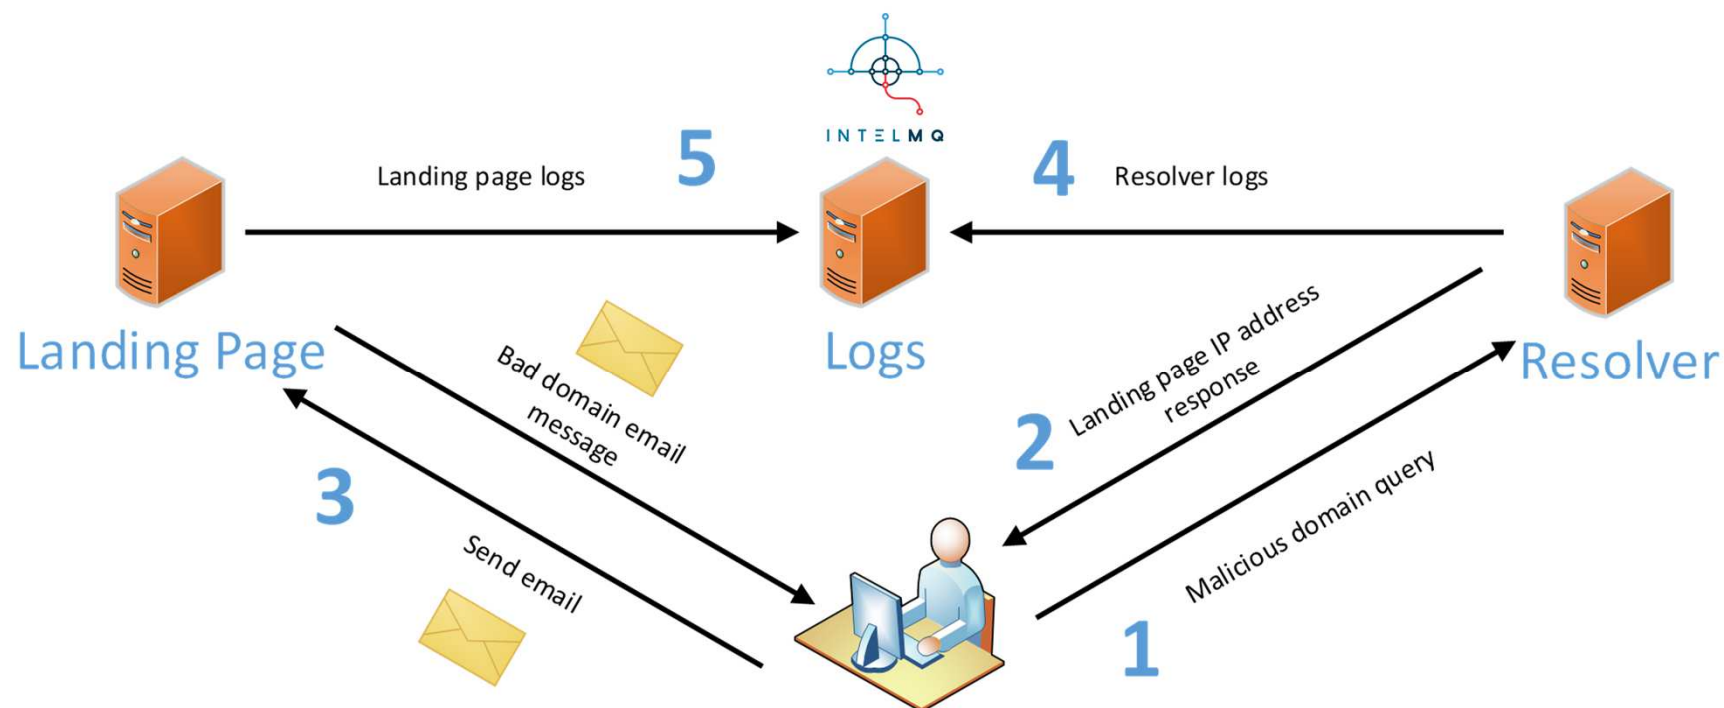 INTELMQ
5
4
Landing page logs
Resolver logs
Landing Page
Logs
Resolver
Bad domain email
message
Landing page IP address
response
2
3
Send email
Malicious domain query
1